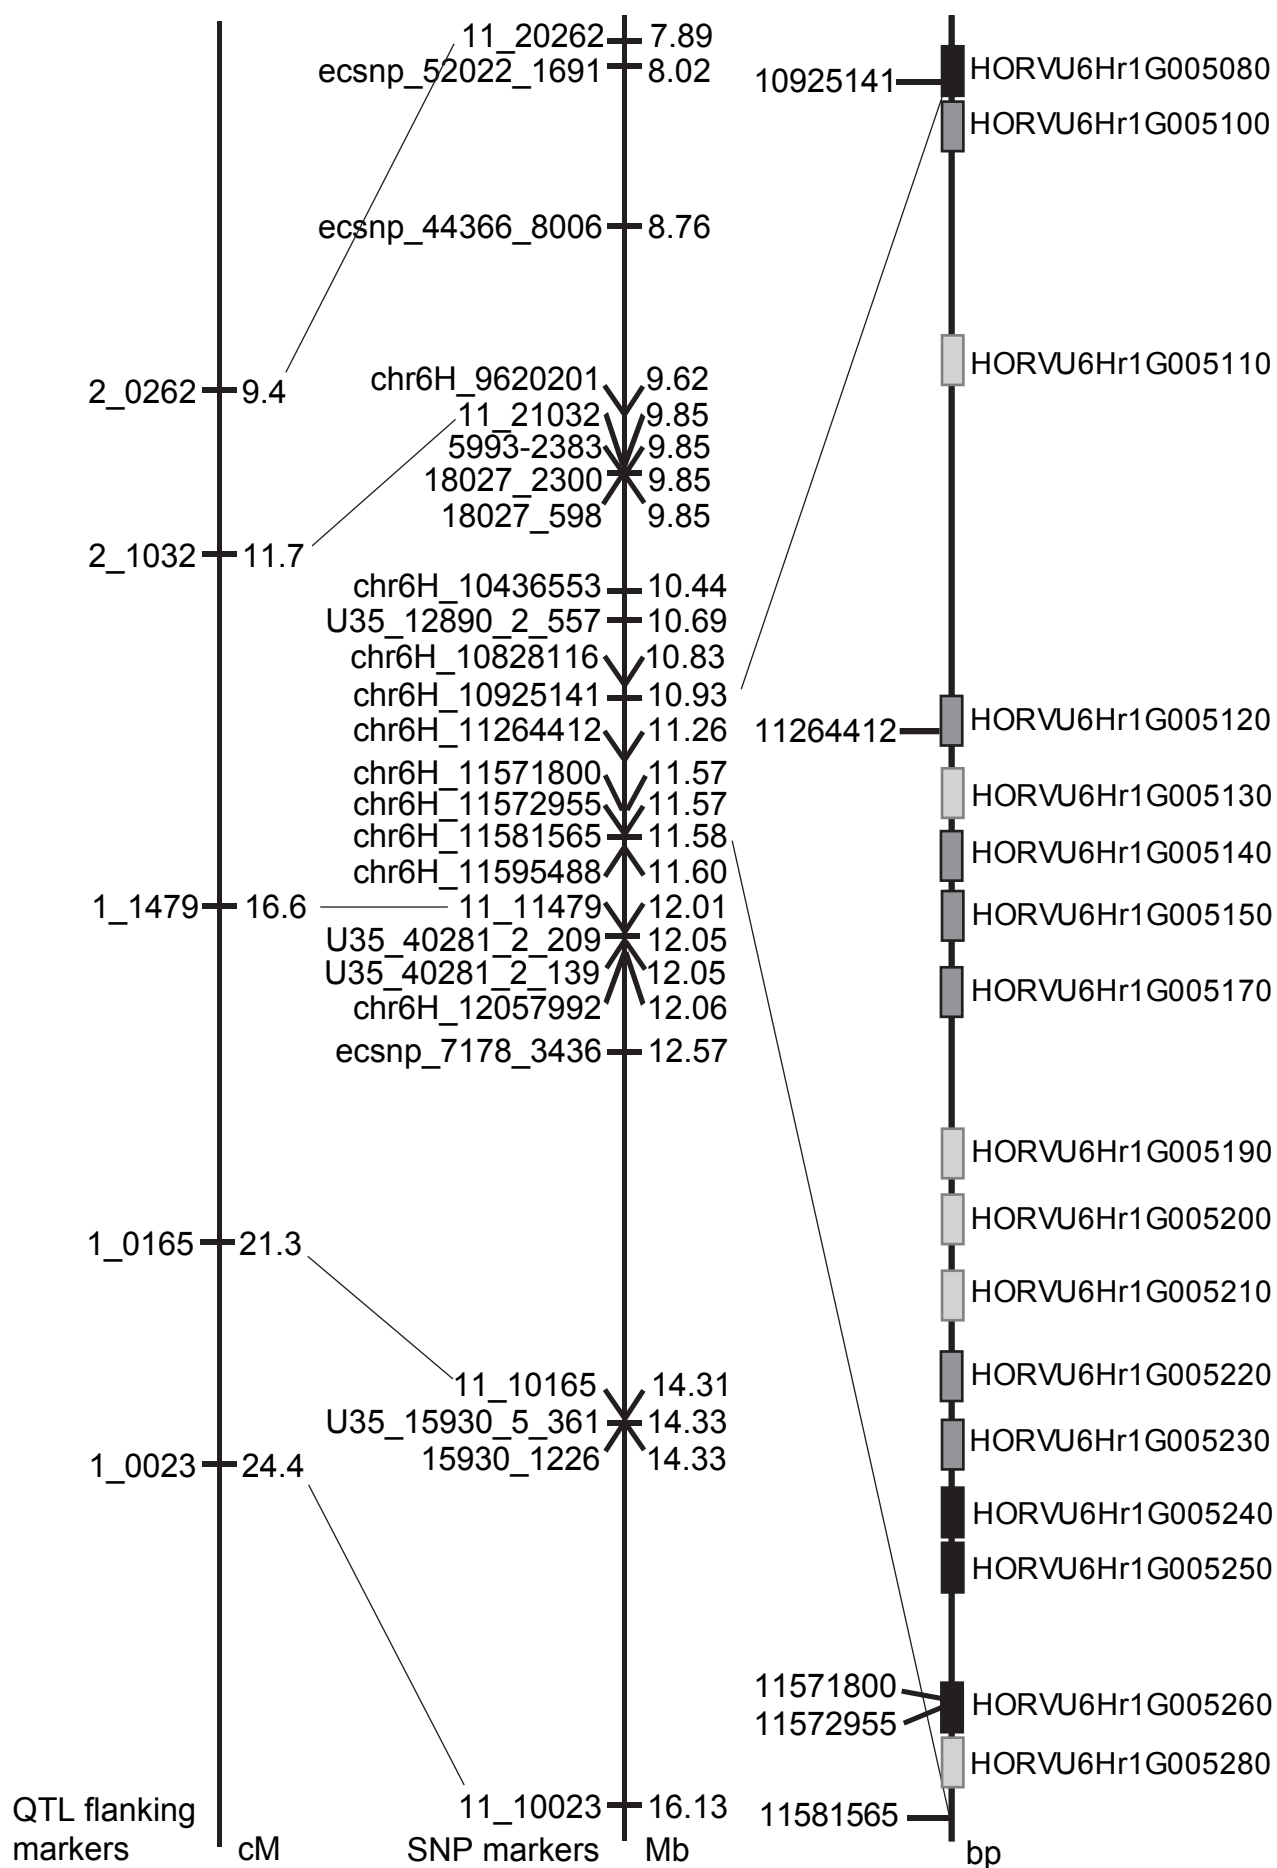 2_0262 9.4
2_1032 11.7
1_1479 16.6
1_0165 21.3
1_0023 24.4
QTL flanking
markers
cM
11_20262 7.89
ecsnp_52022_1691 8.02
ecsnp_44366_8006 8.76
chr6H_9620201 9.62
11_21032 9.85
5993-2383 9.85
18027_2300 9.85
18027_598 9.85
chr6H_10436553 10.44
U35_12890_2_557 10.69
chr6H_10828116 10.83
chr6H_10925141 10.93
chr6H_11264412 11.26
chr6H_11571800 11.57
chr6H_11572955 11.57
chr6H_11581565 11.58
chr6H_11595488 11.60
11_11479 12.01
U35_40281_2_209 12.05
U35_40281_2_139 12.05
chr6H_12057992 12.06
ecsnp_7178_3436 12.57
11_10165 14.31
U35_15930_5_361 14.33
15930_1226 14.33
11_10023 16.13
SNP markers Mb
10925141 HORVU6Hr1G005080
HORVU6Hr1G005100
HORVU6Hr1G005110
11264412 HORVU6Hr1G005120
HORVU6Hr1G005130
HORVU6Hr1G005140
HORVU6Hr1G005150
HORVU6Hr1G005170
HORVU6Hr1G005190
HORVU6Hr1G005200
HORVU6Hr1G005210
HORVU6Hr1G005220
HORVU6Hr1G005230
HORVU6Hr1G005240
HORVU6Hr1G005250
11571800
HORVU6Hr1G005260
11572955
HORVU6Hr1G005280
11581565
bp